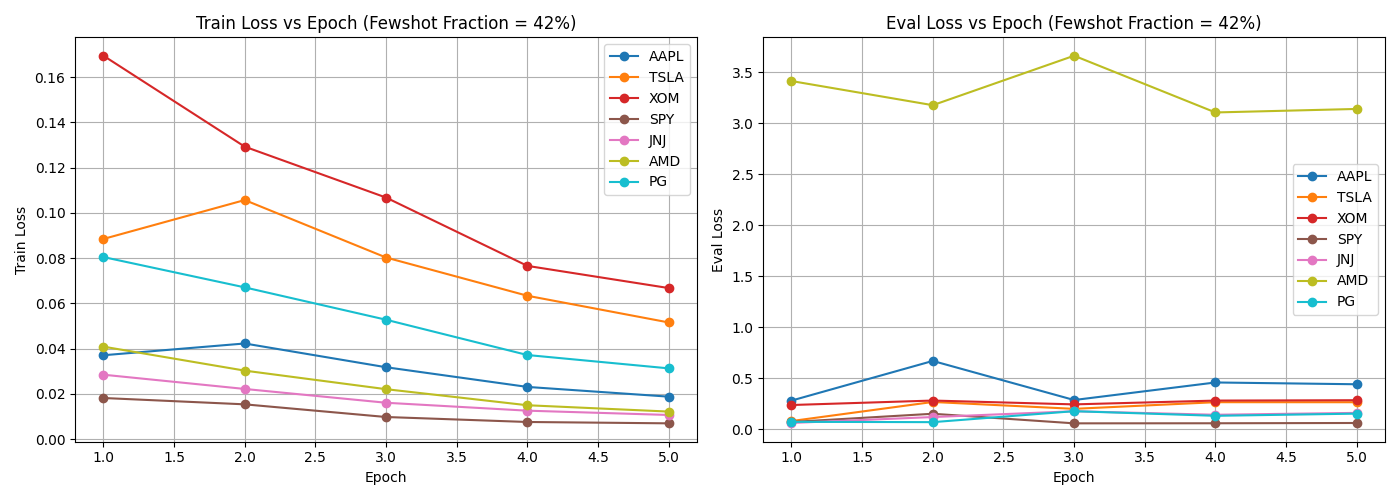 Train Loss vs Epoch (Fewshot Fraction = 42%)
Train Loss
0.16
0.14
0.12
0.10
0.08
0.06
0.04
0.02
0.00
1.0 1.5 2.0 2.5 3.0 3.5 4.0 4.5 5.0
Epoch
AAPL
TSLA
XOM
SPY
JNJ
AMD
PG
Eval Loss vs Epoch (Fewshot Fraction = 42%)
Eval Loss
3.5
3.0
2.5
2.0
1.5
1.0
0.5
0.0
1.0 1.5 2.0 2.5 3.0 3.5 4.0 4.5 5.0
Epoch
AAPL
TSLA
XOM
SPY
JNJ
AMD
PG